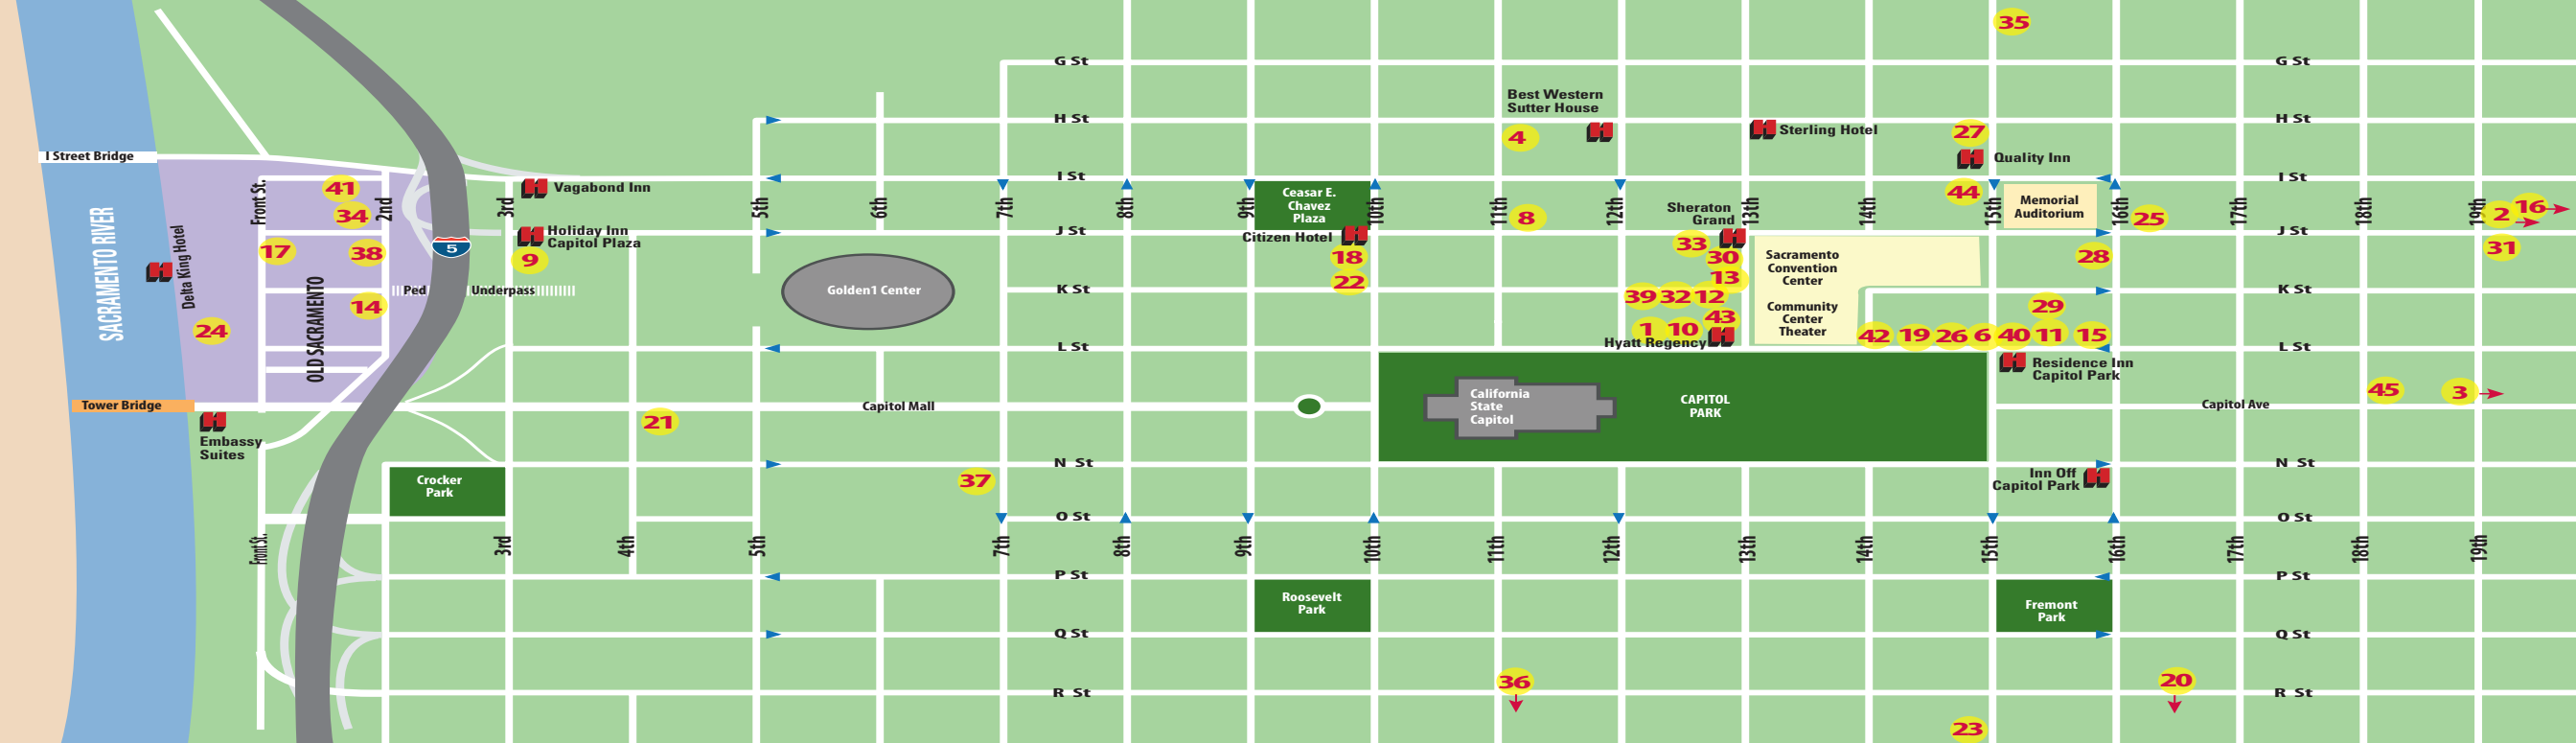 35
G St
G St
Best Western
Sutter House
H St
H St
4
Sterling Hotel
27
I Street Bridge
Quality Inn
41
Vagabond Inn
I St
I St
44
Front St.
2nd
3rd
5th
6th
7th
8th
9th
Ceasar E.
Chavez
Plaza
10th
11th
12th
13th
14th
15th
Memorial
Auditorium
16th
17th
18th
19th
34
8
Sheraton
Grand
25
2
16
Holiday Inn
Capitol Plaza
J St
Citizen Hotel
J St
17
38
5
9
18
33
30
13
28
31
Sacramento
Convention
Center
SACRAMENTO RIVER
Delta King Hotel
OLD SACRAMENTO
Ped
Underpass
Golden1 Center
K St
22
39
32
12
K St
14
24
1
10
43
Community
Center
Theater
29
42
19
26
6
40
11
15
Hyatt Regency
L St
L St
Residence Inn
Capitol Park
Tower Bridge
Capitol Mall
California
State
Capitol
CAPITOL
PARK
45
3
Capitol Ave
21
Embassy
Suites
N St
N St
Crocker
Park
37
Inn Off
Capitol Park
O St
O St
Front St.
3rd
4th
5th
7th
8th
9th
10th
11th
12th
13th
14th
15th
16th
17th
18th
19th
P St
P St
Roosevelt
Park
Fremont
Park
Q St
Q St
36
20
R St
R St
23